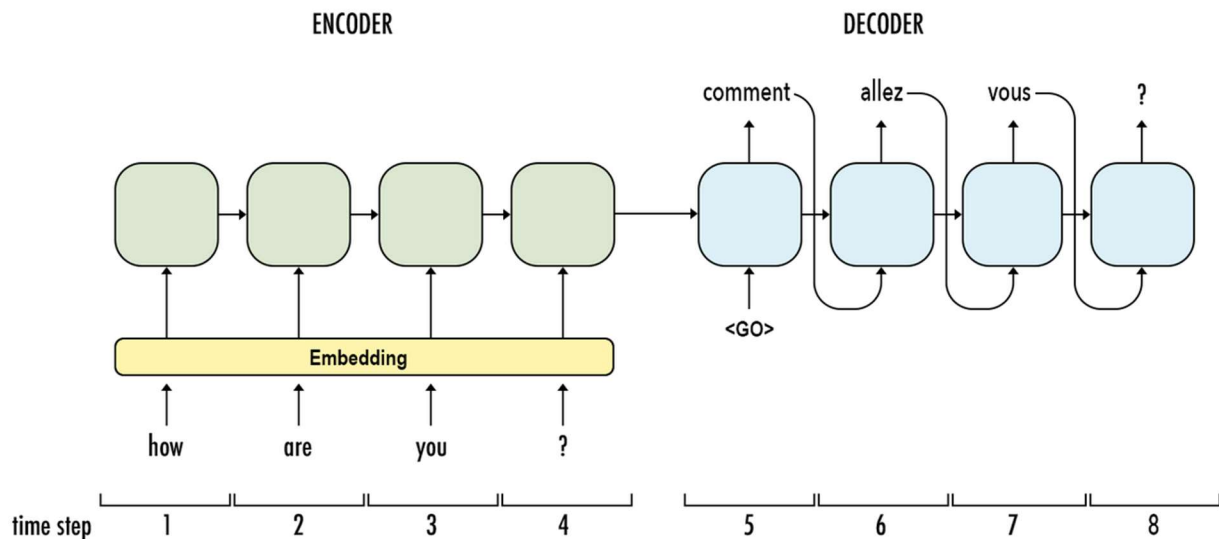 ENCODER DECODER
comment allez vous ?
<GO>
Embedding
how are you ?
time step 1 2 3 4 5 6 7 8